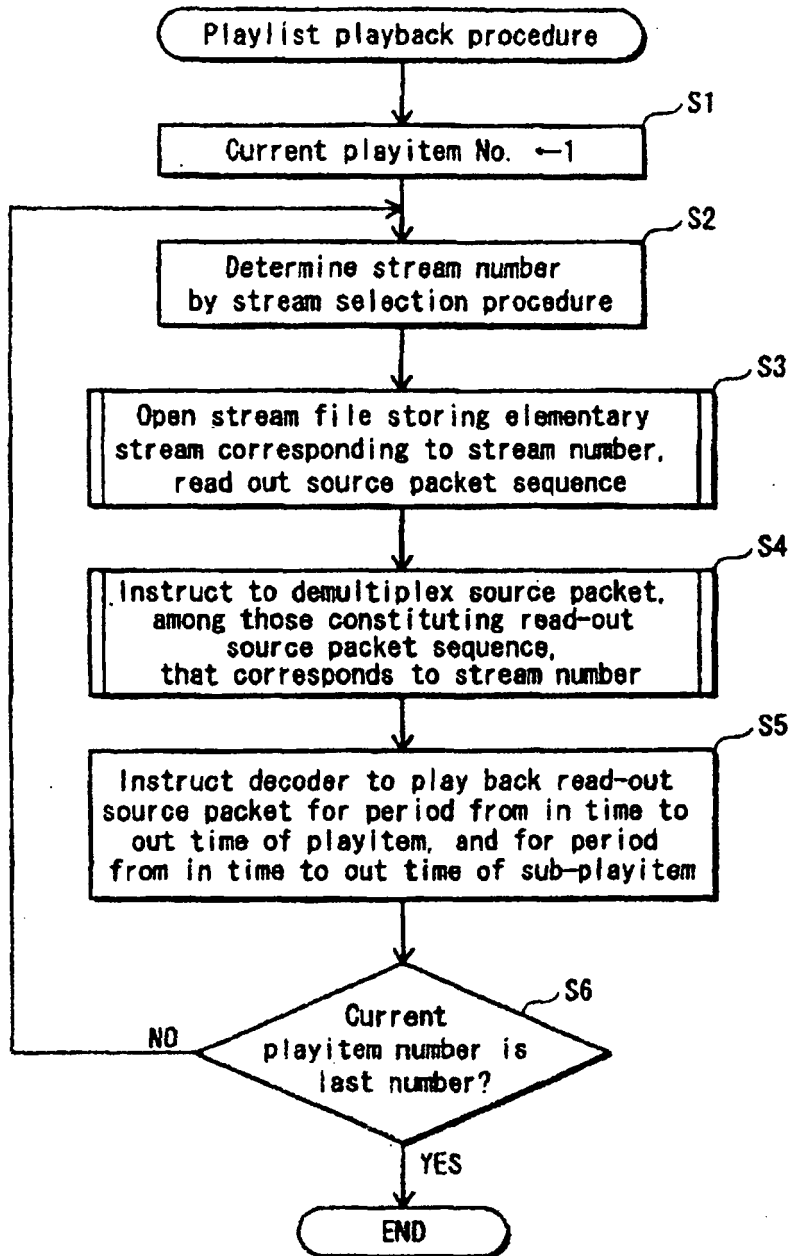 Playlist playback procedure
S1
Current playitem No. ←1
S2
Determine stream number
by stream selection procedure
S3
Open stream file storing elementary
stream corresponding to stream number,
read out source packet sequence
S4
Instruct to demultiplex source packet,
among those constituting read-out
source packet sequence,
that corresponds to stream number
S5
Instruct decoder to play back read-out
source packet for period from in time to
out time of playitem, and for period
from in time to out time of sub-playitem
S6
Current
playitem number is
last number?
NO
YES
END